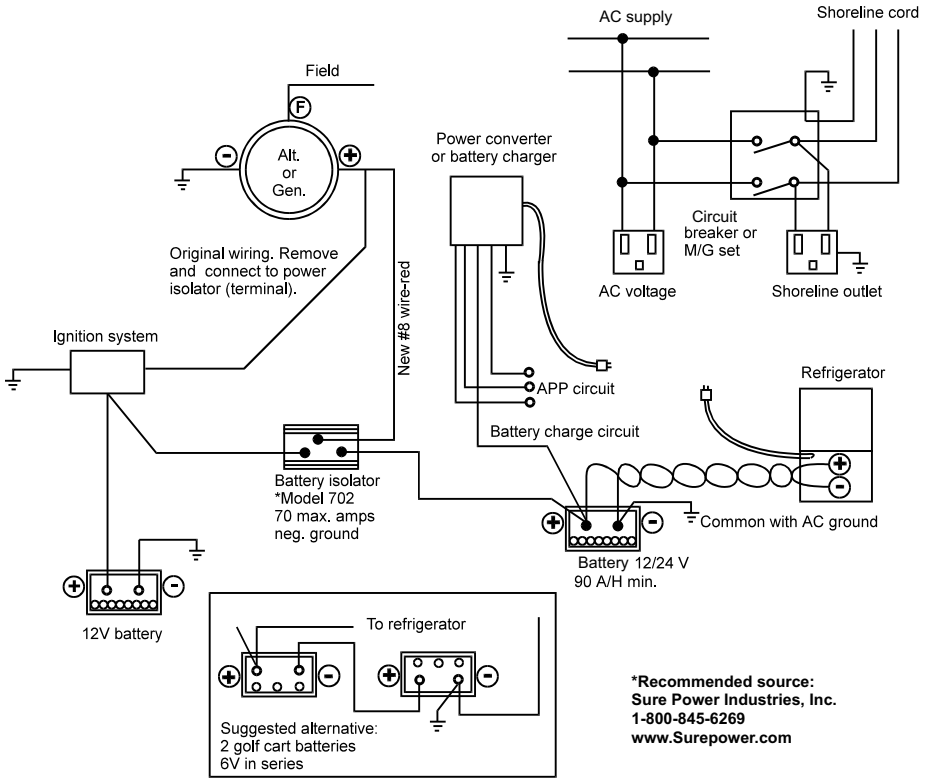 AC supply
Shoreline cord
Field
F
-
+
Alt.
or
Gen.
Power converter
or battery charger
Original wiring. Remove
and connect to power
isolator (terminal).
New #8 wire-red
Circuit
breaker or
M/G set
AC voltage
Shoreline outlet
Ignition system
APP circuit
Refrigerator
+
-
Battery charge circuit
Battery isolator
*Model 702
70 max. amps
neg. ground
+
-
Common with AC ground
Battery 12/24 V
90 A/H min.
+
-
12V battery
To refrigerator
+
-
+
-
Suggested alternative:
2 golf cart batteries
6V in series
*Recommended source:
Sure Power Industries, Inc.
1-800-845-6269
www.Surepower.com